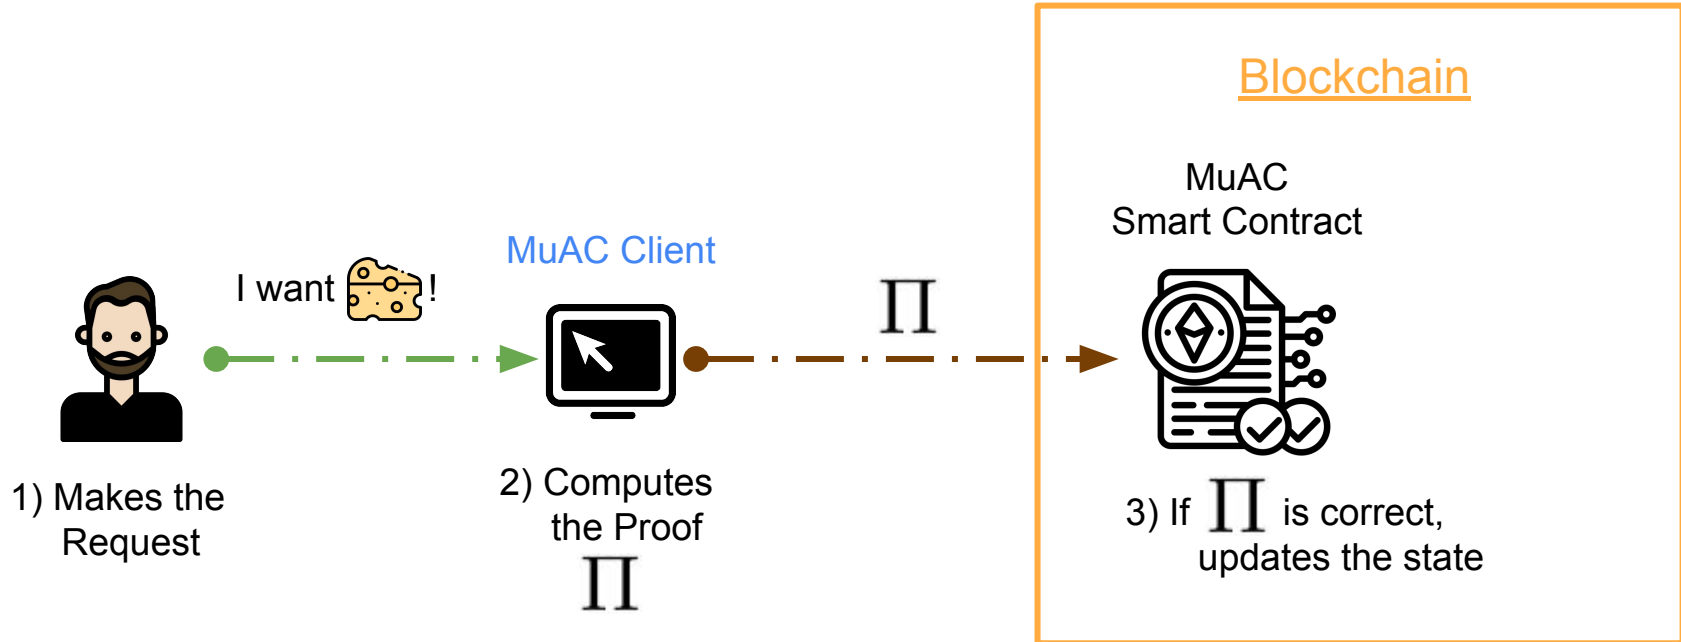 Blockchain
MuAC
Smart Contract
MuAC Client
I want !
Π
1) Makes the
Request
2) Computes
the Proof
Π
3) If Π is correct,
updates the state